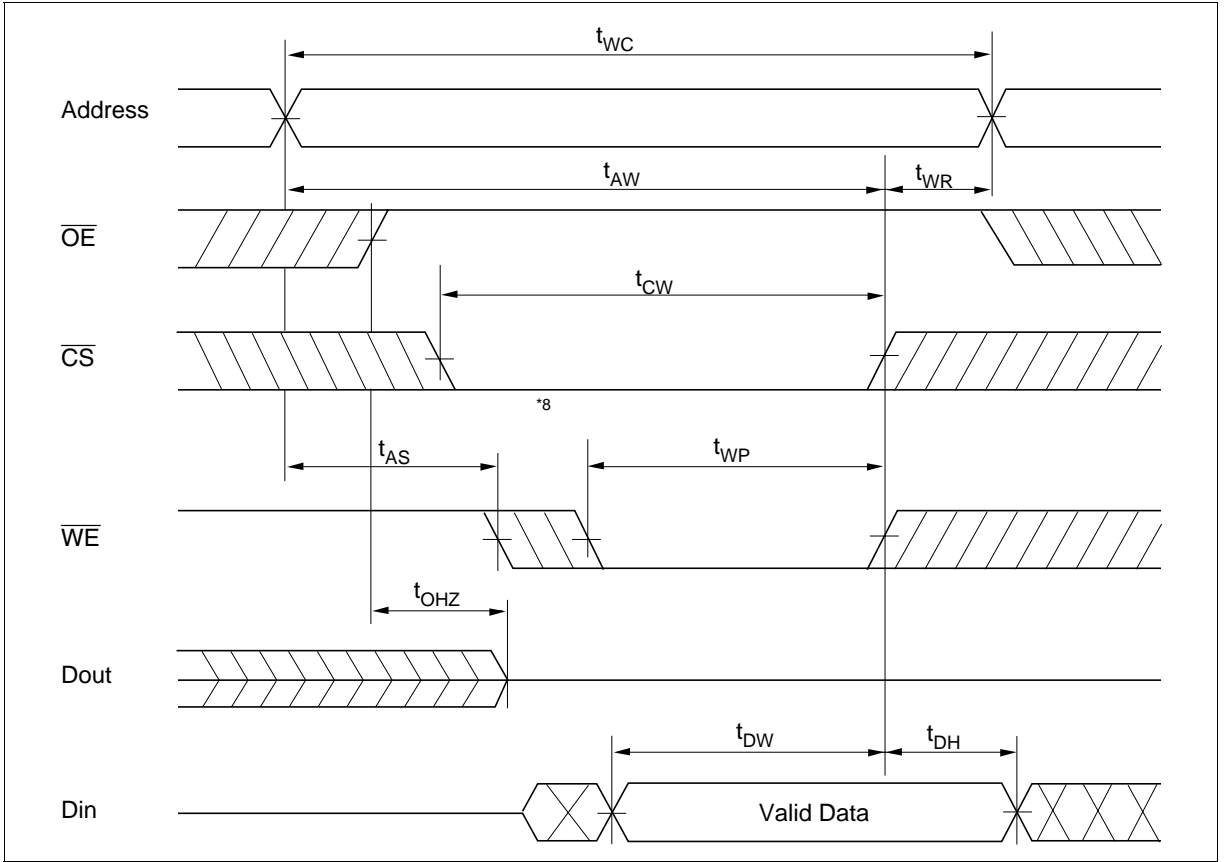 tWC
Address
tAW
tWR
OE
tCW
CS
*8
tAS
tWP
WE
tOHZ
Dout
tDW
tDH
Din
Valid Data